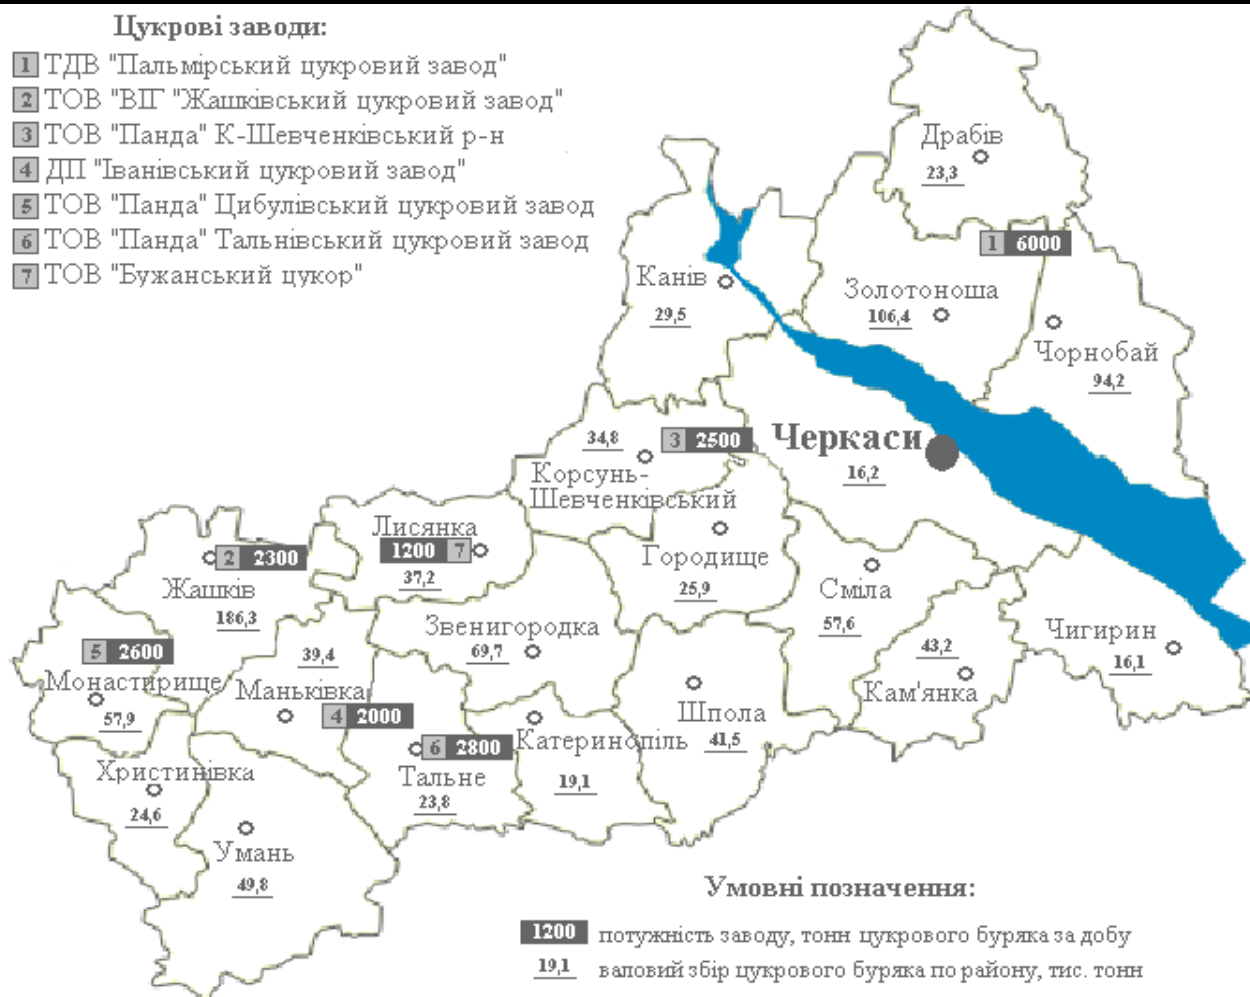 Цукрові заводи:
1 ТДВ "Пальмірський цукровий завод"
2 ТОВ "ВПГ "Жашківський цукровий завод"
3 ТОВ "Панда" К-Шевченківський р-н
4 ДП "Іванівський цукровий завод"
5 ТОВ "Панда" Цибулівський цукровий завод
6 ТОВ "Панда" Тальнівський цукровий завод
7 ТОВ "Бужанський цукор"
Драбів
23,3
1 6000
Канів
29,5
Золотоноша
106,4
Чорнобай
94,2
34,8
3 2500
Корсунь-
Шевченківський
Черкаси
16,2
Лисянка
1200 7
37,2
Городище
25,9
2 2300
Жашків
186,3
Сміла
57,6
Звенигородка
69,7
43,2
Кам'янка
Чигирин
16,1
5 2600
Монастирище
57,9
39,4
Маньківка
4 2000
Шпола
41,5
6 2800
Тальне
23,8
Катеринопіль
19,1
Христинівка
24,6
Умань
49,8
Умовні позначення:
1200 потужність заводу, тонн цукрового буряка за добу
19,1 валовий збір цукрового буряка по району, тис. тонн